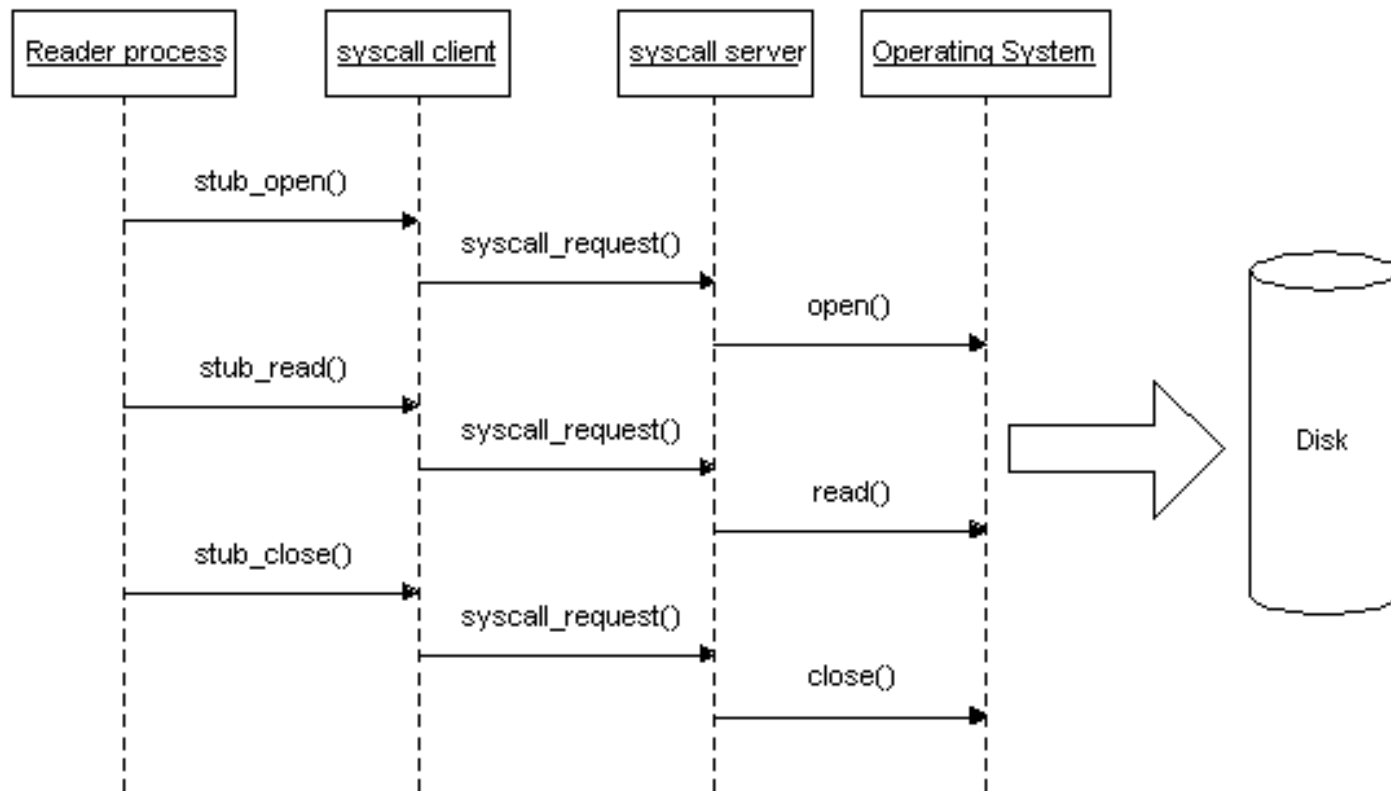 Reader process
syscall client
syscall server
Operating System
stub_open()
syscall_request()
open()
stub_read()
syscall_request()
Disk
read()
stub_close()
syscall_request()
close()